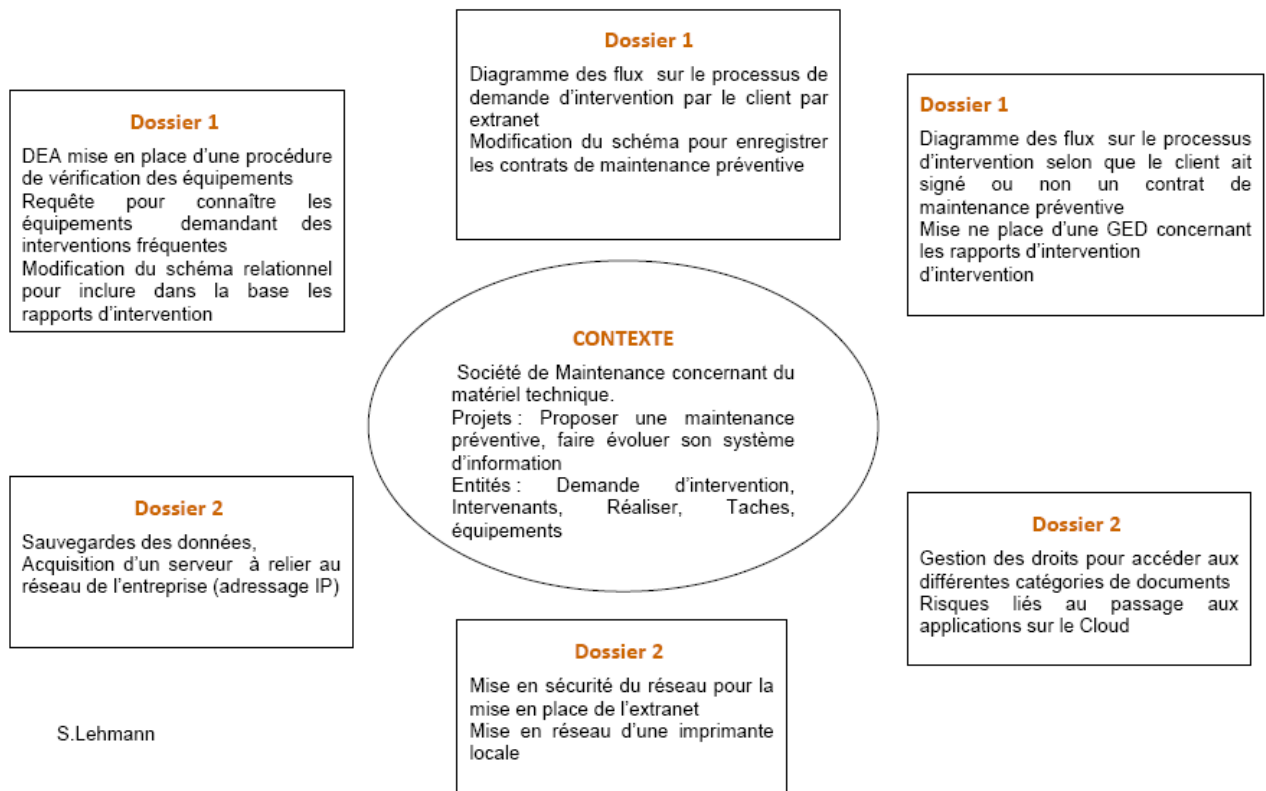 Dossier 1
DEA mise en place d'une procédure
de vérification des équipements
Requête pour connaître les
équipements demandant des
interventions fréquentes
Modification du schéma relationnel
pour inclure dans la base les
rapports d'intervention
Dossier 1
Diagramme des flux sur le processus de
demande d'intervention par le client par
extranet
Modification du schéma pour enregistrer
les contrats de maintenance préventive
Dossier 1
Diagramme des flux sur le processus
d'intervention selon que le client ait
signé ou non un contrat de
maintenance préventive
Mise ne place d'une GED concernant
les rapports d'intervention
d'intervention
CONTEXTE
Société de Maintenance concernant du
matériel technique.
Projets : Proposer une maintenance
préventive, faire évoluer son système
d'information
Entités : Demande d'intervention,
Intervenants, Réaliser, Taches,
équipements
Dossier 2
Sauvegardes des données,
Acquisition d'un serveur à relier au
réseau de l'entreprise (adressage IP)
Dossier 2
Mise en sécurité du réseau pour la
mise en place de l'extranet
Mise en réseau d'une imprimante
locale
Dossier 2
Gestion des droits pour accéder aux
différentes catégories de documents
Risques liés au passage aux
applications sur le Cloud
S.Lehmann